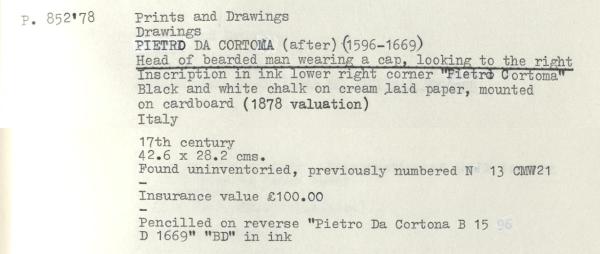 P. 852'78 Prints and Drawings
Drawings
PIETRO DA CORTOMA (after) (1596-1669)
Head of bearded man wearing a cap, looking to the right
Inscription in ink lower right corner "Pietro Cortoma"
Black and white chalk on cream laid paper, mounted
on cardboard (1878 valuation)
Italy
17th century
42.6 x 28.2 cms.
Found uninventoried, previously numbered N 13 CMW21
–
Insurance value £100.00
–
Pencilled on reverse "Pietro Da Cortona B 15 96
D 1669" "BD" in ink